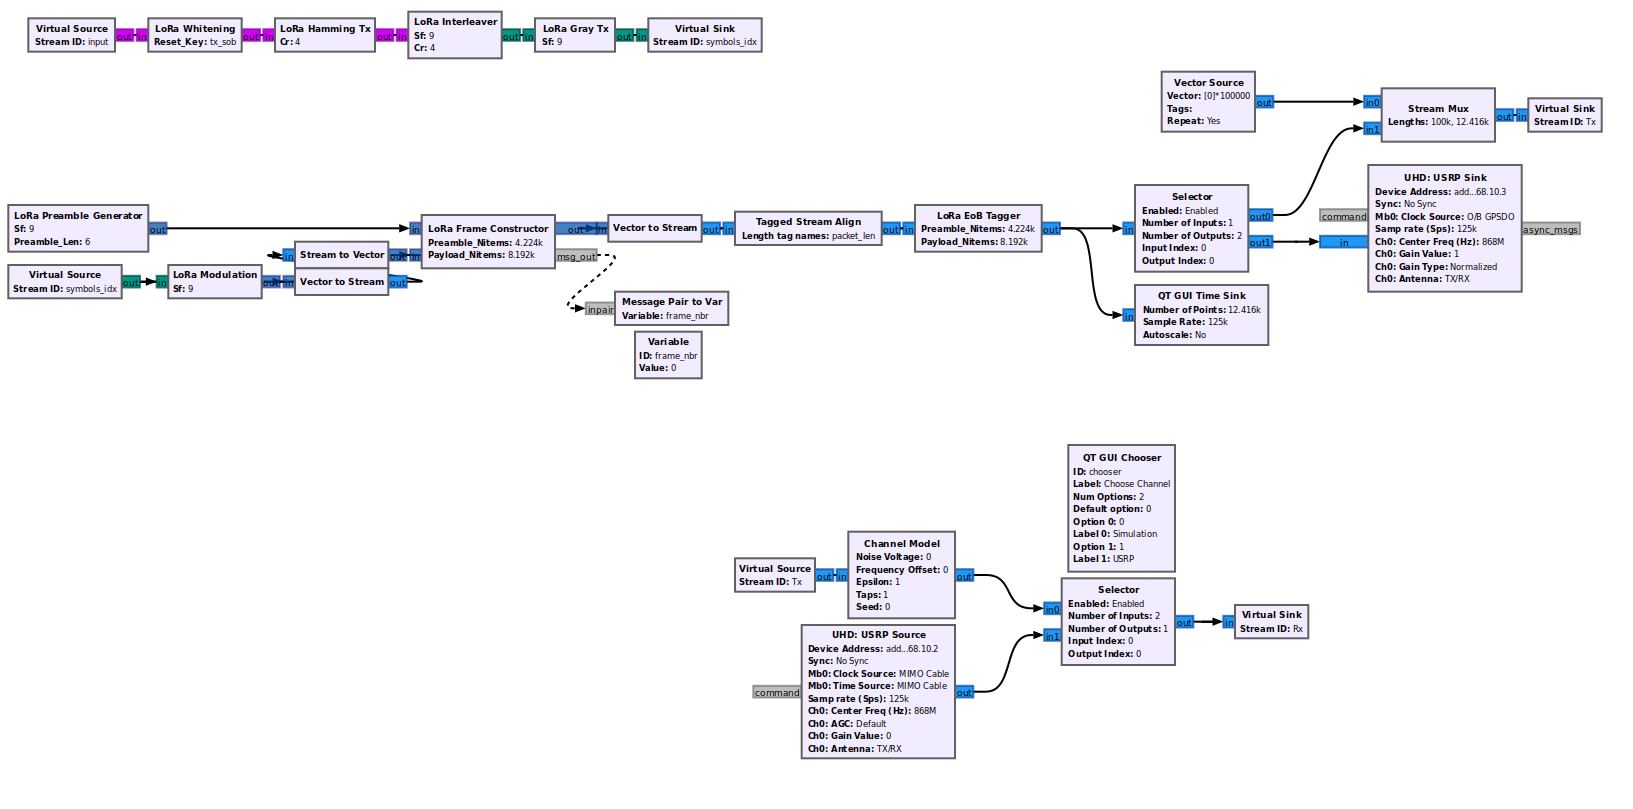 Virtual Source
Stream ID: input
out
in
LoRa Whitening
Reset_Key: tx_sob
out
in
LoRa Hamming Tx
Cr: 4
out
in
LoRa Interleaver
Sf: 9
Cr: 4
out
in
LoRa Gray Tx
Sf: 9
out
in
Virtual Sink
Stream ID: symbols_idx
Vector Source
Vector: [0]*100000
Tags:
Repeat: Yes
out
in0
in1
Stream Mux
Lengths: 100k, 12.416k
out
in
Virtual Sink
Stream ID: Tx
LoRa Preamble Generator
Sf: 9
Preamble_Len: 6
out
Virtual Source
Stream ID: symbols_idx
out
in
LoRa Modulation
Sf: 9
out
in
Vector to Stream
out
in
Stream to Vector
out
in
in
LoRa Frame Constructor
Preamble_Nitems: 4.224k
Payload_Nitems: 8.192k
out
msg_out
in
Vector to Stream
out
in
Tagged Stream Align
Length tag names: packet_len
out
in
LoRa EoB Tagger
Preamble_Nitems: 4.224k
Payload_Nitems: 8.192k
out
in
Selector
Enabled: Enabled
Number of Inputs: 1
Number of Outputs: 2
Input Index: 0
Output Index: 0
out0
out1
command
in
UHD: USRP Sink
Device Address: add...68.10.3
Sync: No Sync
Mb0: Clock Source: O/B GPSDO
Samp rate (Sps): 125k
Ch0: Center Freq (Hz): 868M
Ch0: Gain Value: 1
Ch0: Gain Type: Normalized
Ch0: Antenna: TX/RX
async_msgs
inpair
Message Pair to Var
Variable: frame_nbr
Variable
ID: frame_nbr
Value: 0
in
QT GUI Time Sink
Number of Points: 12.416k
Sample Rate: 125k
Autoscale: No
QT GUI Chooser
ID: chooser
Label: Choose Channel
Num Options: 2
Default option: 0
Option 0: 0
Label 0: Simulation
Option 1: 1
Label 1: USRP
Virtual Source
Stream ID: Tx
out
in
Channel Model
Noise Voltage: 0
Frequency Offset: 0
Epsilon: 1
Taps: 1
Seed: 0
out
command
UHD: USRP Source
Device Address: add...68.10.2
Sync: No Sync
Mb0: Clock Source: MIMO Cable
Mb0: Time Source: MIMO Cable
Samp rate (Sps): 125k
Ch0: Center Freq (Hz): 868M
Ch0: AGC: Default
Ch0: Gain Value: 0
Ch0: Antenna: TX/RX
out
in0
in1
Selector
Enabled: Enabled
Number of Inputs: 2
Number of Outputs: 1
Input Index: 0
Output Index: 0
out
in
Virtual Sink
Stream ID: Rx